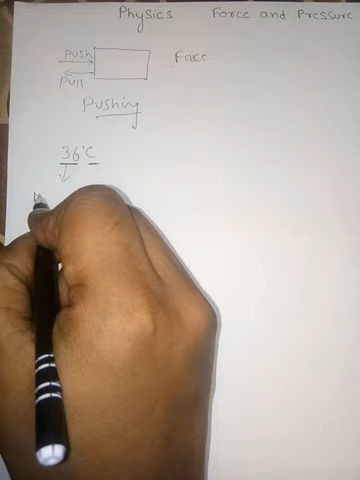 Physics Force and Pressure
Push
Pull
Force
Pushing
36°C